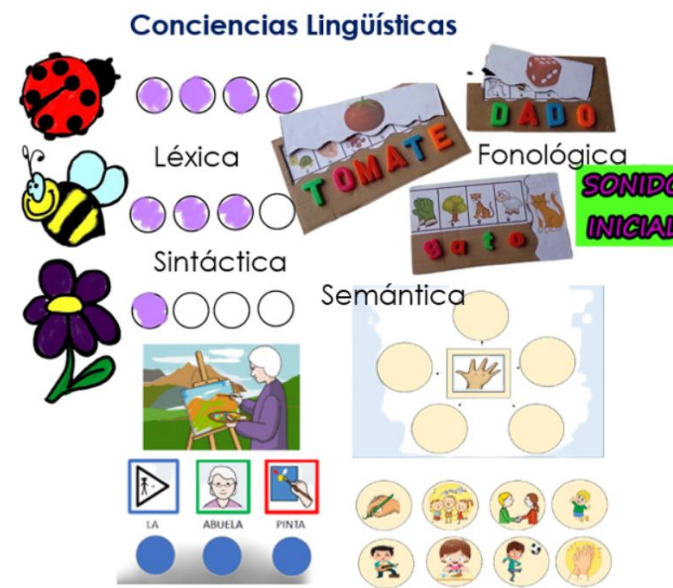 Conciencias Lingüísticas
Léxica
TOMATE
DADO
Fonológica
SONIDO
INICIAL
gato
Sintáctica
Semántica
LA ABUELA PINTA